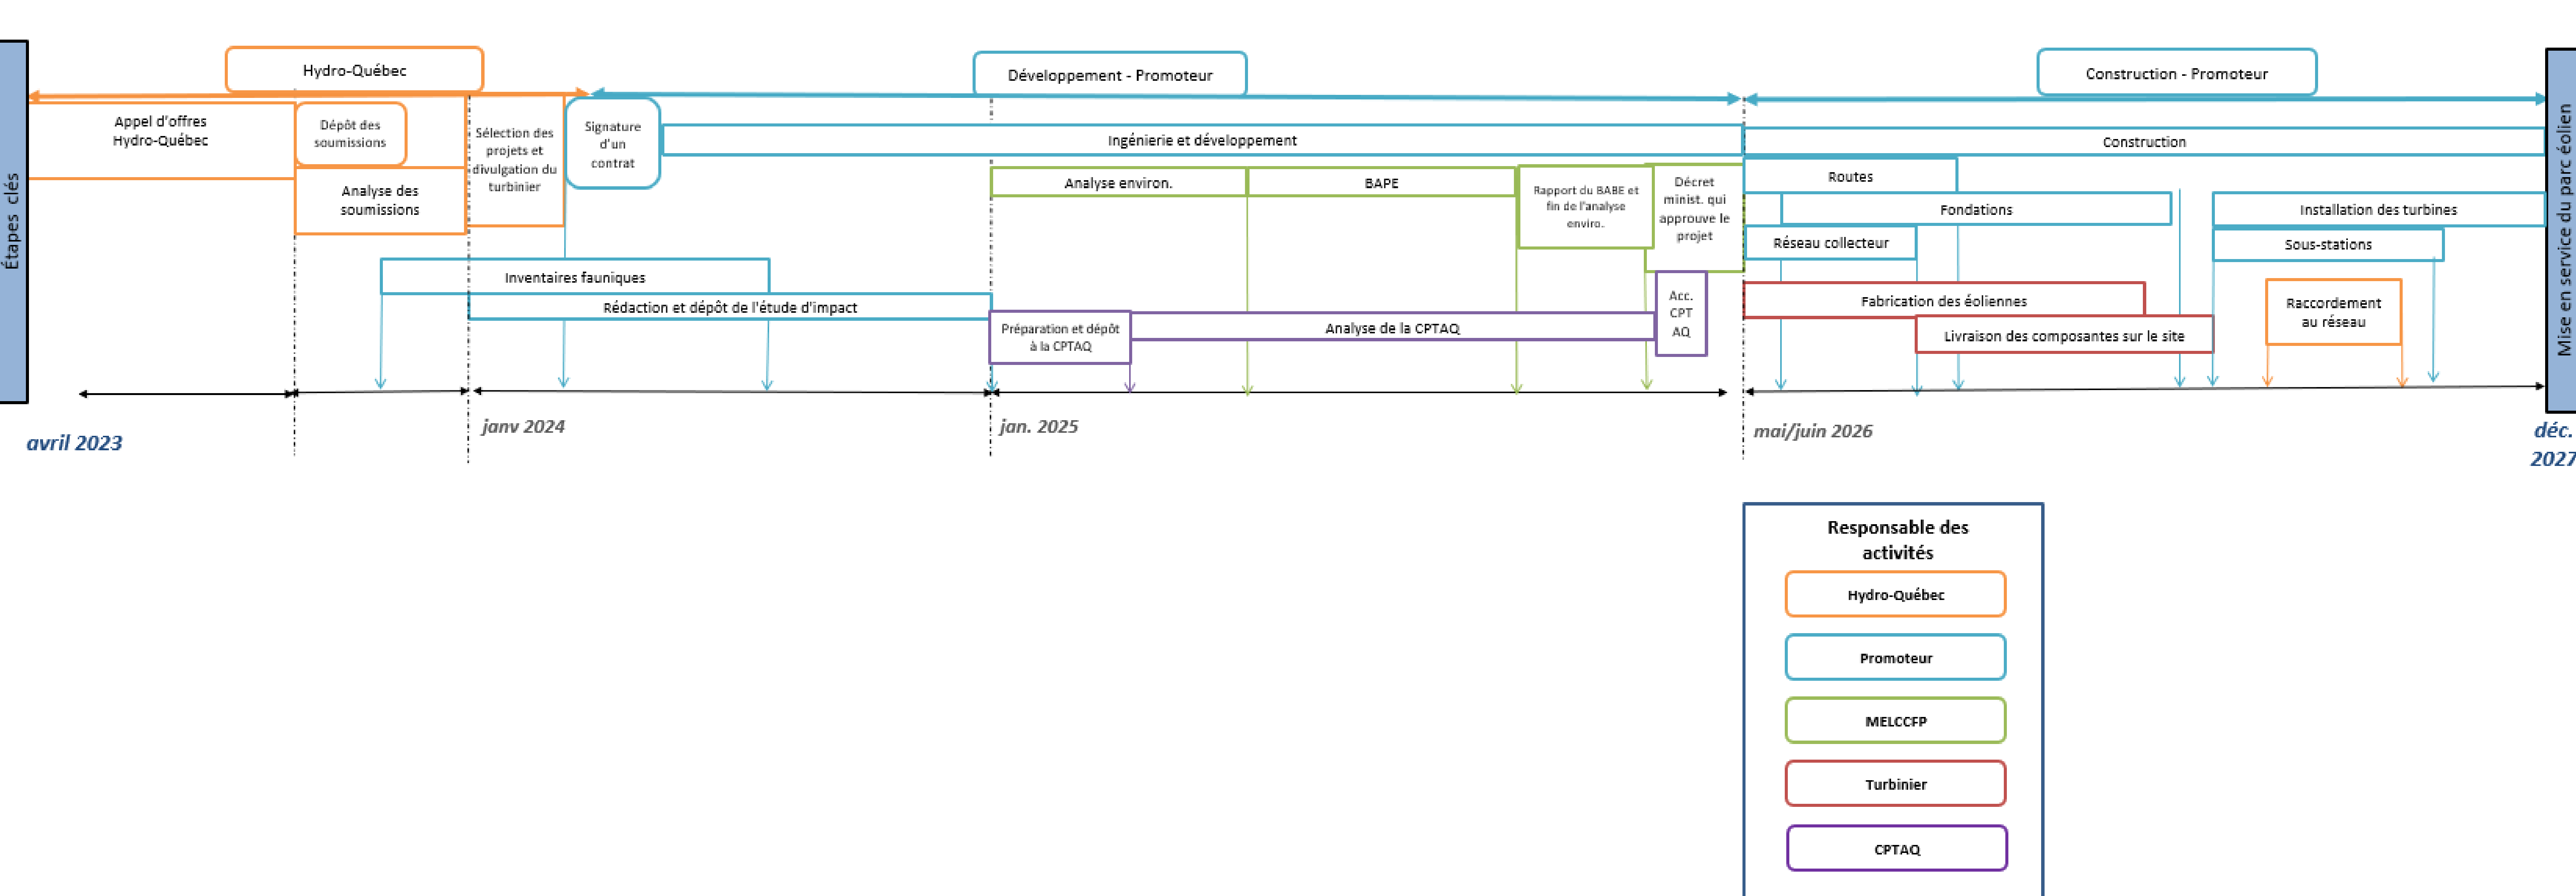 Hydro-Québec
Développement - Promoteur
Construction - Promoteur
Étapes clés
Appel d'offres
Hydro-Québec
Dépôt des
soumissions
Analyse des
soumissions
Sélection des
projets et
divulgation du
turbinier
Signature
d'un
contrat
Ingénierie et développement
Construction
Analyse environ.
BAPE
Rapport du BABE et
fin de l'analyse
enviro.
Décret
minist. qui
approuve le
projet
Routes
Fondations
Installation des turbines
Réseau collecteur
Sous-stations
Inventaires fauniques
Rédaction et dépôt de l'étude d'impact
Préparation et dépôt
à la CPTAQ
Analyse de la CPTAQ
Acc.
CPT
AQ
Fabrication des éoliennes
Livraison des composantes sur le site
Raccordement
au réseau
Mise en service du parc éolien
avril 2023
janv 2024
jan. 2025
mai/juin 2026
déc.
2027
Responsable des
activités
Hydro-Québec
Promoteur
MELCCFP
Turbinier
CPTAQ